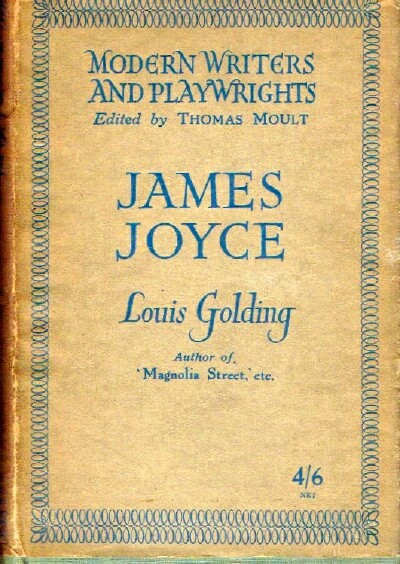 MODERN WRITERS
AND PLAYWRIGHTS
Edited by THOMAS MOULT
JAMES
JOYCE
Louis Golding
Author of,
'Magnolia Street,' etc.
4/6
NET